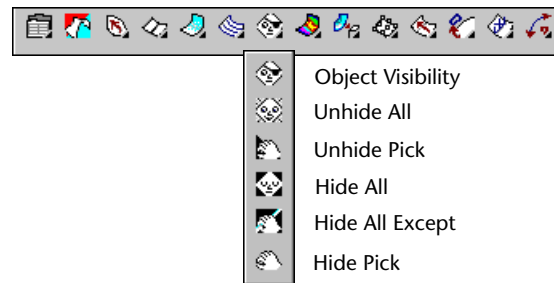 Object Visibility
Unhide All
Unhide Pick
Hide All
Hide All Except
Hide Pick